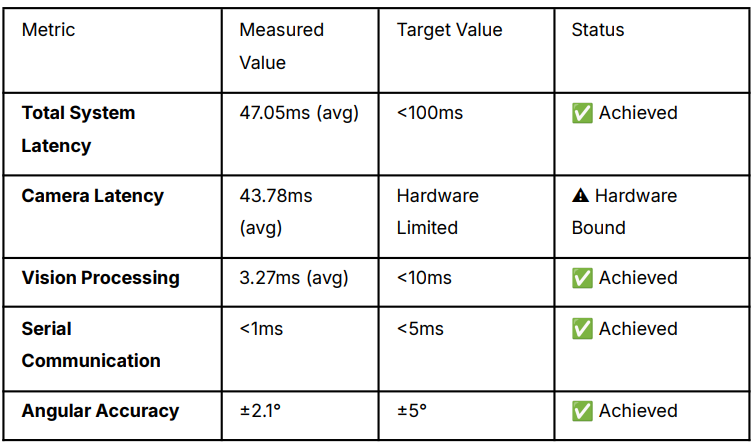 Metric Measured Value Target Value Status
Total System Latency 47.05ms (avg) <100ms ✅ Achieved
Camera Latency 43.78ms (avg) Hardware Limited ⚠ Hardware Bound
Vision Processing 3.27ms (avg) <10ms ✅ Achieved
Serial Communication <1ms <5ms ✅ Achieved
Angular Accuracy ±2.1° ±5° ✅ Achieved